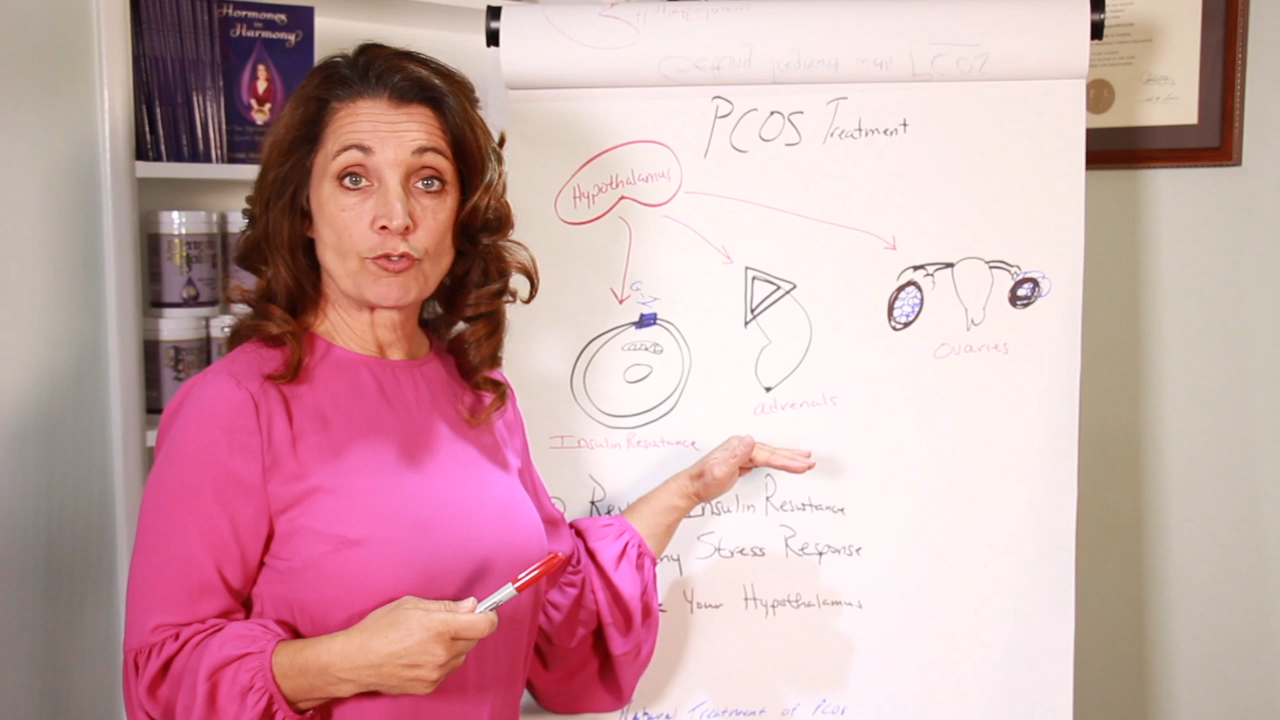 Hormones
in
Harmony
PCOS Treatment
Hypothalamus
G
Ovaries
adrenals
Insulin Resistance
Insulin Resistance
Stress Response
Your Hypothalamus
Natural Treatment of PCOS